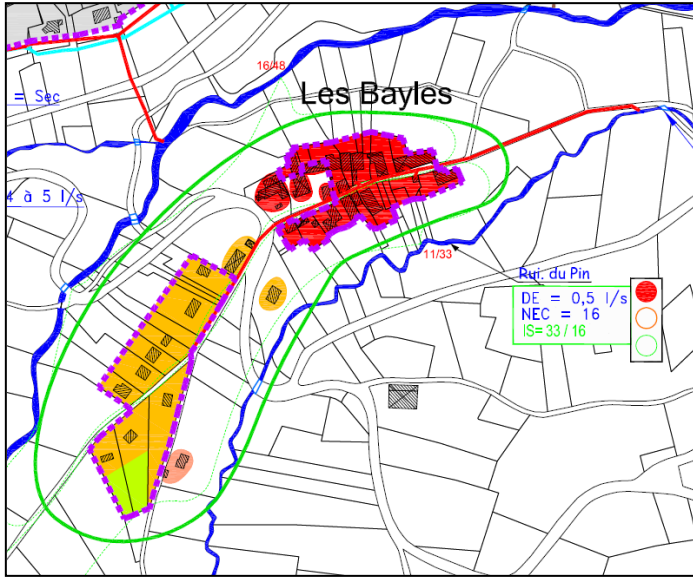 16/48
Les Bayles
= Sec
4 à 5 l/s
11/33
Rui. du Pin
DE = 0,5 l/s
NEC = 16
IS= 33 / 16